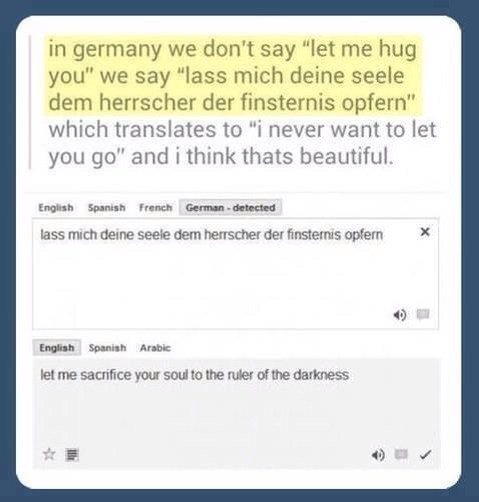 in germany we don't say "let me hug
you" we say "lass mich deine seele
dem herrscher der finsternis opfern"
which translates to "i never want to let
you go" and i think thats beautiful.
English Spanish French German - detected
lass mich deine seele dem herrscher der finsternis opfern
English Spanish Arabic
let me sacrifice your soul to the ruler of the darkness